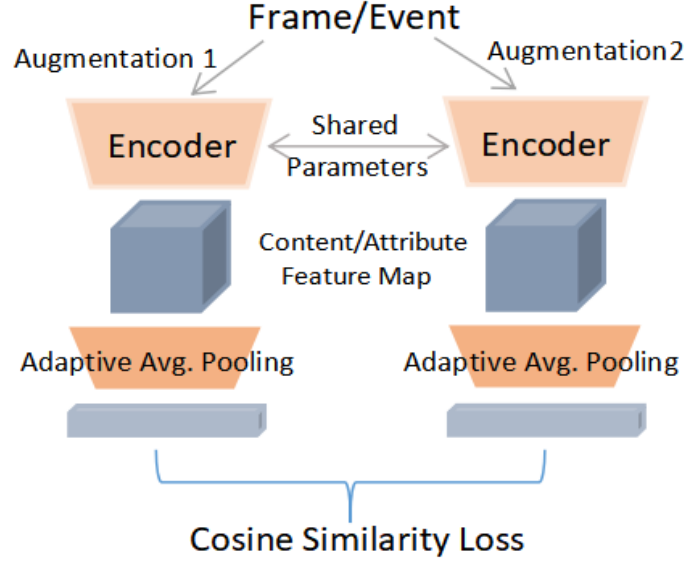 Frame/Event
Augmentation 1
Augmentation2
Encoder
Shared
Parameters
Encoder
Content/Attribute
Feature Map
Adaptive Avg. Pooling
Adaptive Avg. Pooling
Cosine Similarity Loss